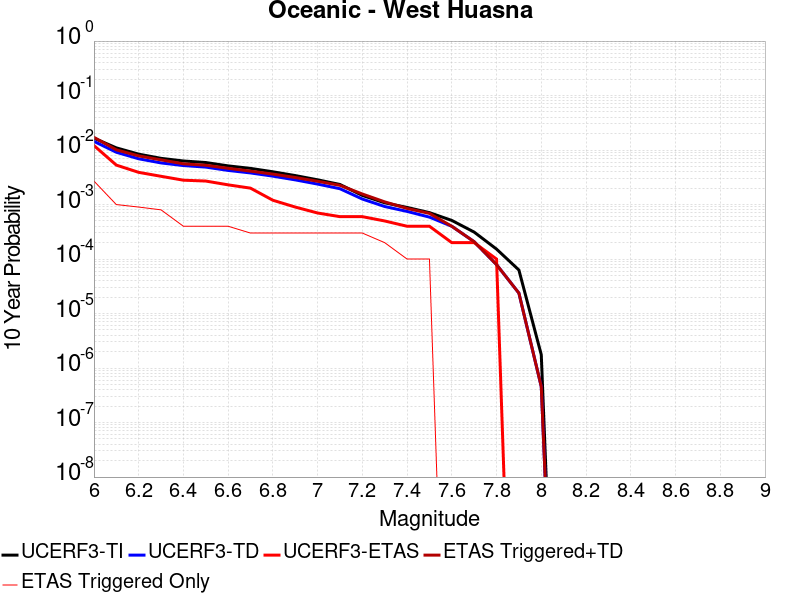 Oceanic - West Huasna
10^0
10^-1
10^-2
10^-3
10^-4
10^-5
10^-6
10^-7
10^-8
10 Year Probability
6 6.2 6.4 6.6 6.8 7 7.2 7.4 7.6 7.8 8 8.2 8.4 8.6 8.8 9
Magnitude
UCERF3-TI UCERF3-TD UCERF3-ETAS ETAS Triggered+TD
ETAS Triggered Only